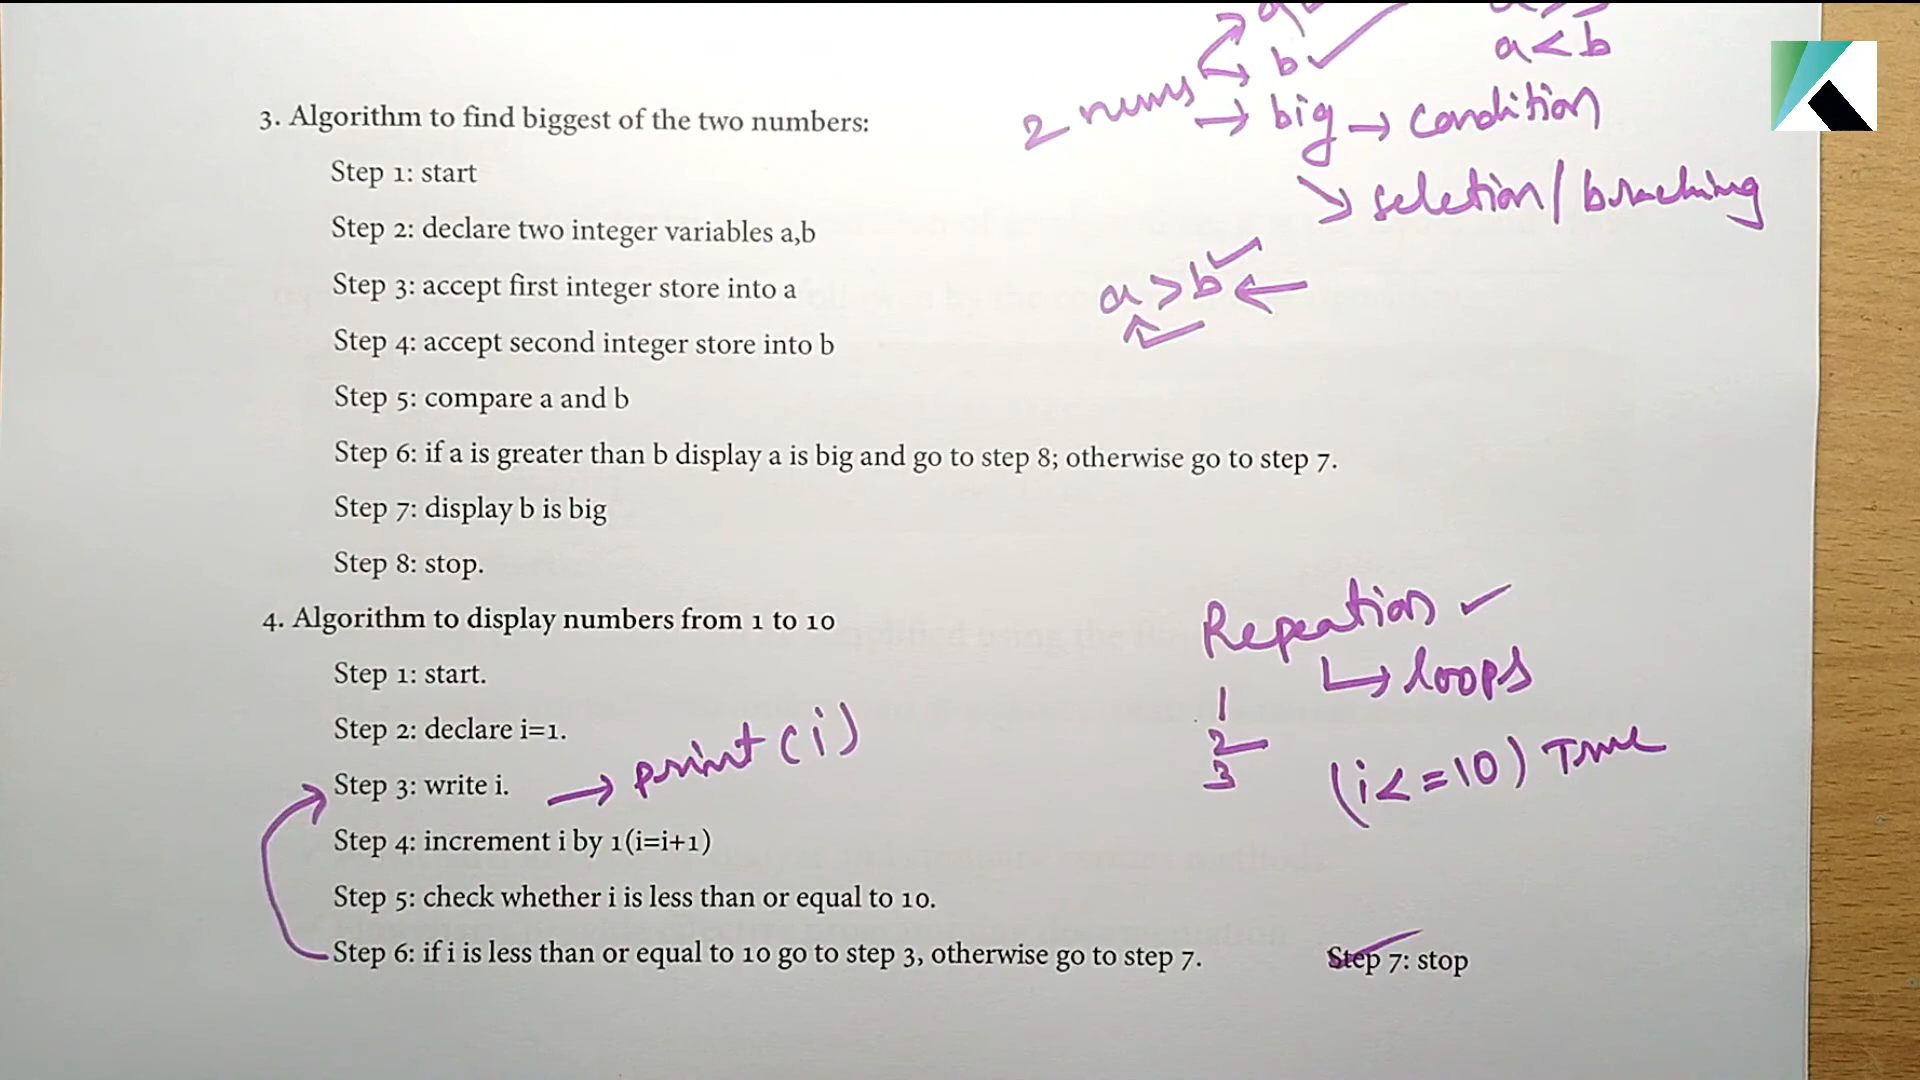 a < b
b
2 nums
→ big → condition
3. Algorithm to find biggest of the two numbers:
Step 1: start
↘ seletion/ branching
Step 2: declare two integer variables a,b
Step 3: accept first integer store into a
a > b
Step 4: accept second integer store into b
Step 5: compare a and b
Step 6: if a is greater than b display a is big and go to step 8; otherwise go to step 7.
Step 7: display b is big
Step 8: stop.
4. Algorithm to display numbers from 1 to 10
Repeation
↳ loops
Step 1: start.
Step 2: declare i=1.
1
2
3
(i<=10) True
Step 3: write i. → print (i)
Step 4: increment i by 1(i=i+1)
Step 5: check whether i is less than or equal to 10.
Step 6: if i is less than or equal to 10 go to step 3, otherwise go to step 7. Step 7: stop